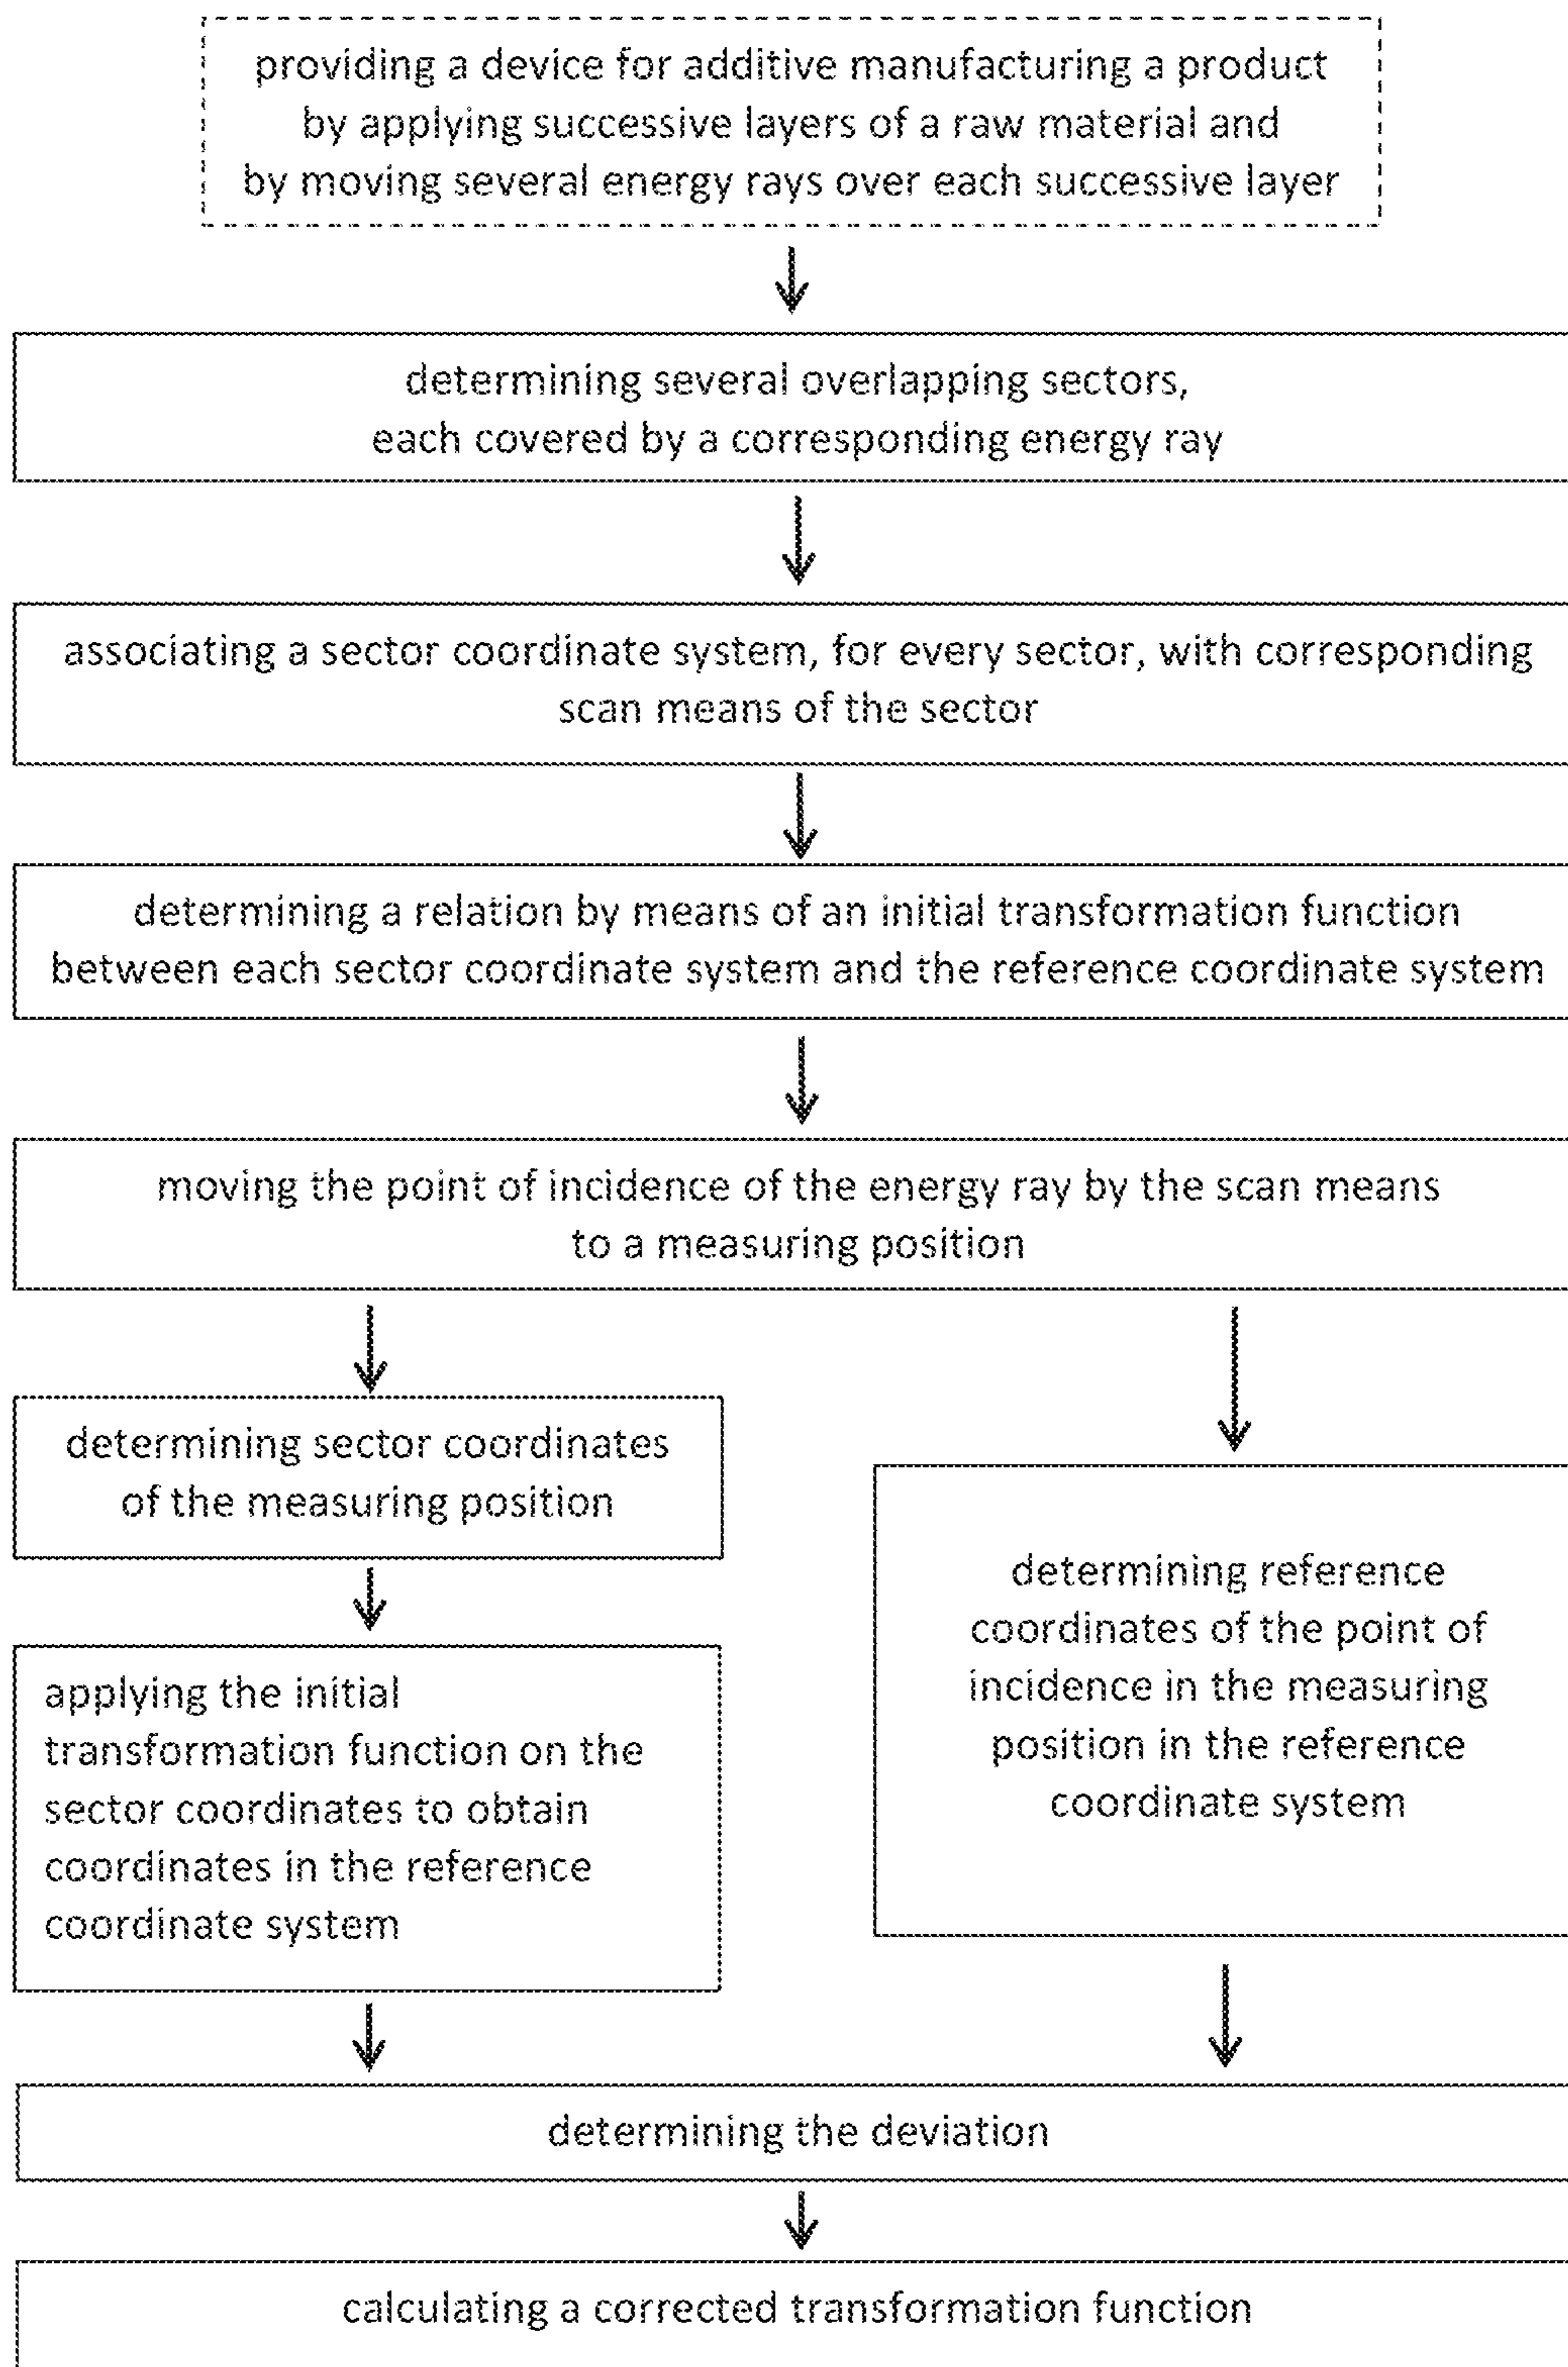 providing a device for additive manufacturing a product
by applying successive layers of a raw material and
by moving several energy rays over each successive layer
determining several overlapping sectors,
each covered by a corresponding energy ray
associating a sector coordinate system, for every sector, with corresponding
scan means of the sector
determining a relation by means of an initial transformation function
between each sector coordinate system and the reference coordinate system
moving the point of incidence of the energy ray by the scan means
to a measuring position
determining sector coordinates
of the measuring position
applying the initial
transformation function on the
sector coordinates to obtain
coordinates in the reference
coordinate system
determining reference
coordinates of the point of
incidence in the measuring
position in the reference
coordinate system
determining the deviation
calculating a corrected transformation function